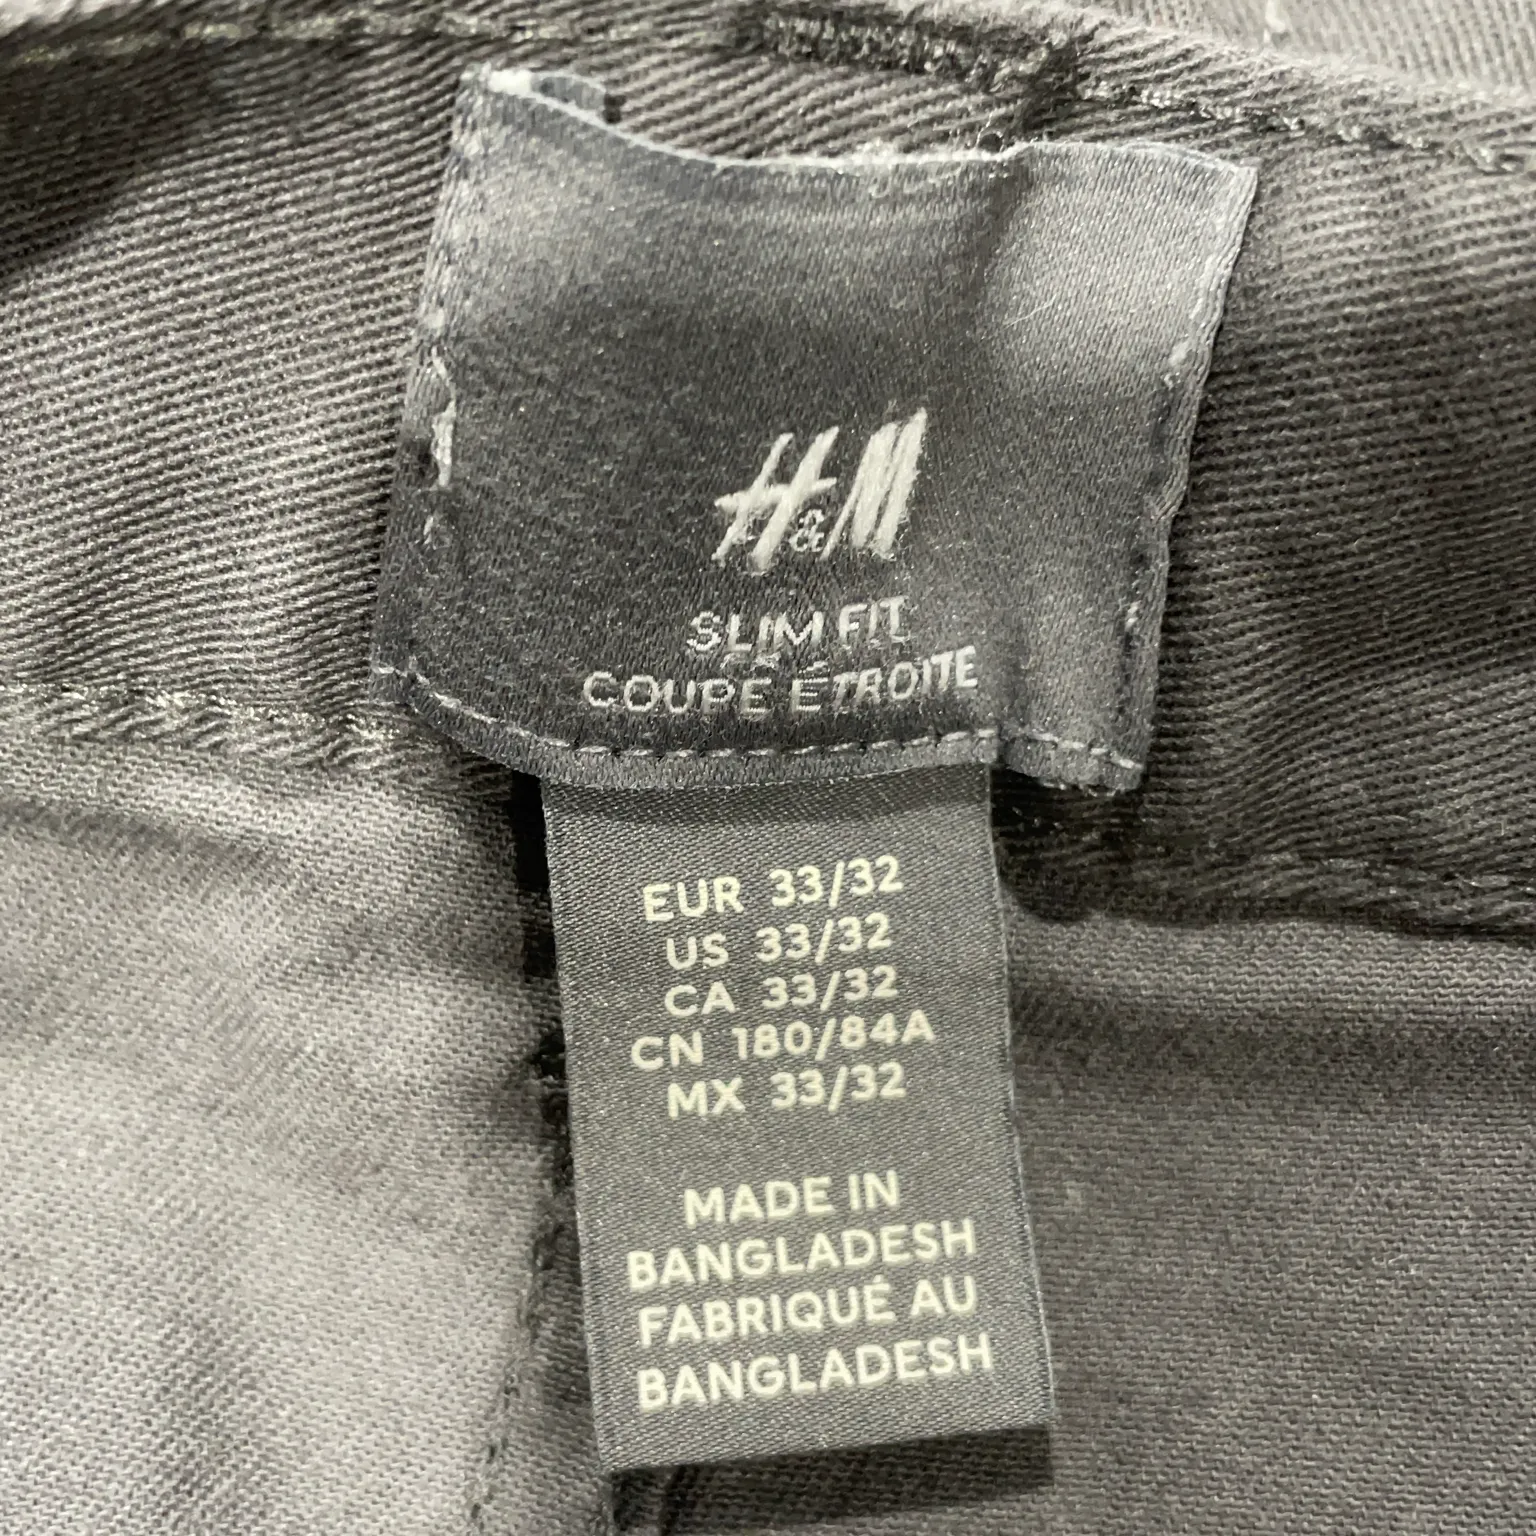 H&M
SLIM FIT
COUPE ÉTROITE
EUR 33/32
US 33/32
CA 33/32
CN 180/84A
MX 33/32
MADE IN
BANGLADESH
FABRIQUÉ AU
BANGLADESH